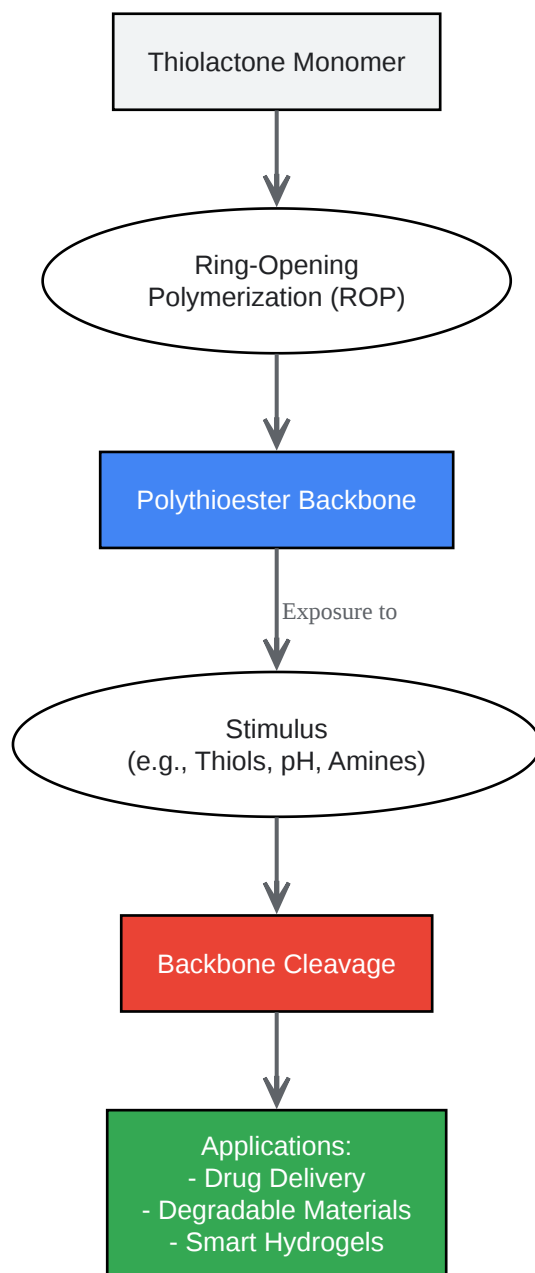 Thiolactone Monomer
Ring-Opening
Polymerization (ROP)
Polythioester Backbone
Exposure to
Stimulus
(e.g., Thiols, pH, Amines)
Backbone Cleavage
Applications:
- Drug Delivery
- Degradable Materials
- Smart Hydrogels